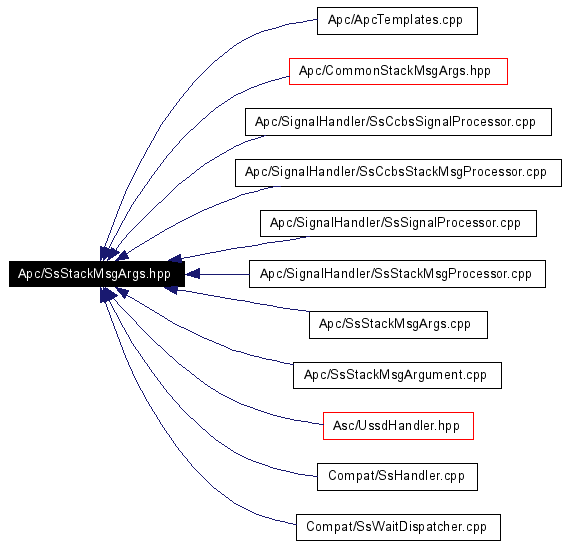 Apc/ApcTemplates.cpp
Apc/CommonStackMsgArgs.hpp
Apc/SignalHandler/SsCcbsSignalProcessor.cpp
Apc/SignalHandler/SsCcbsStackMsgProcessor.cpp
Apc/SignalHandler/SsSignalProcessor.cpp
Apc/SsStackMsgArgs.hpp
Apc/SignalHandler/SsStackMsgProcessor.cpp
Apc/SsStackMsgArgs.cpp
Apc/SsStackMsgArgument.cpp
Asc/UssdHandler.hpp
Compat/SsHandler.cpp
Compat/SsWaitDispatcher.cpp